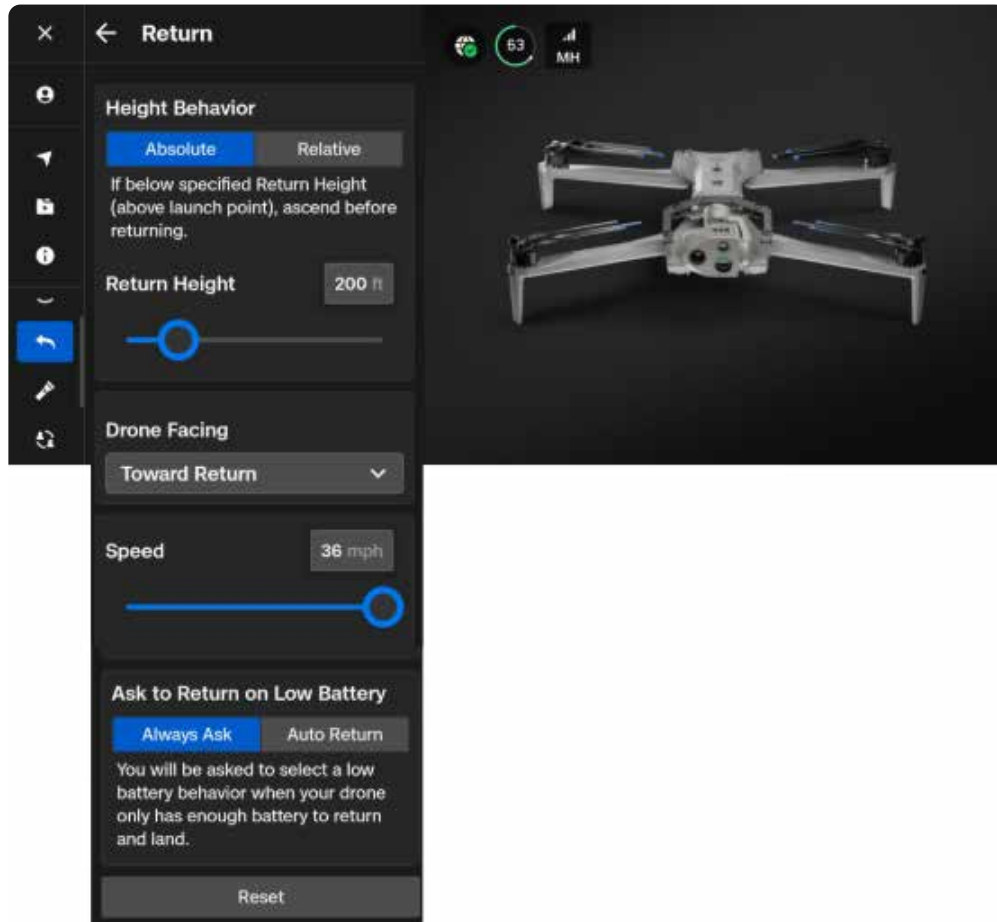 Return
63
MH
Height Behavior
Absolute Relative
If below specified Return Height
(above launch point), ascend before
returning.
Return Height 200 ft
Drone Facing
Toward Return
Speed 36 mph
Ask to Return on Low Battery
Always Ask Auto Return
You will be asked to select a low
battery behavior when your drone
only has enough battery to return
and land.
Reset